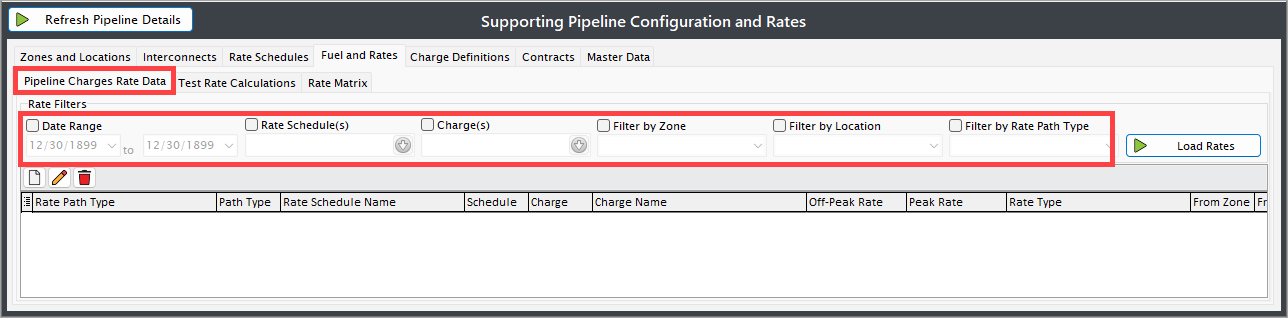 Refresh Pipeline Details
Supporting Pipeline Configuration and Rates
Zones and Locations Interconnects Rate Schedules Fuel and Rates Charge Definitions Contracts Master Data
Pipeline Charges Rate Data Test Rate Calculations Rate Matrix
Rate Filters
Date Range Rate Schedule(s) Charge(s) Filter by Zone Filter by Location Filter by Rate Path Type
12/30/1899 to 12/30/1899 Load Rates
Rate Path Type Path Type Rate Schedule Name Schedule Charge Charge Name Off-Peak Rate Peak Rate Rate Type From Zone Fr